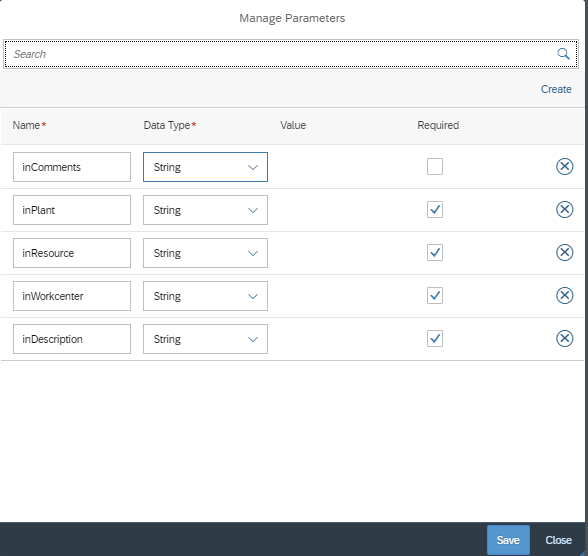 Manage Parameters
Search
Create
Name* Data Type* Value Required
inComments String
inPlant String
inResource String
inWorkcenter String
inDescription String
Save Close